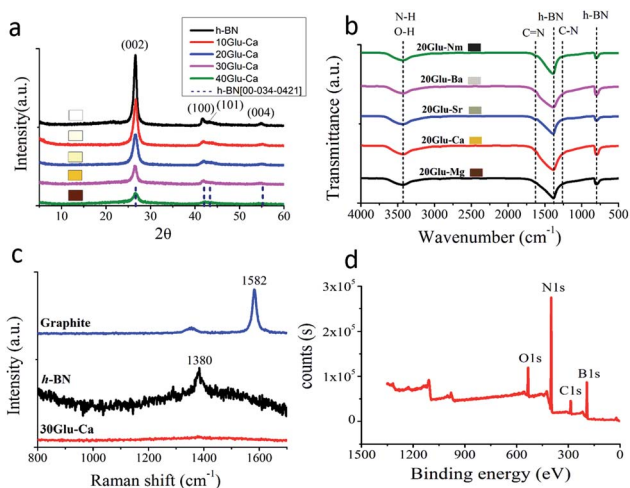 a
h-BN
10Glu-Ca
20Glu-Ca
30Glu-Ca
40Glu-Ca
h-BN[00-034-0421]
(002)
(100)
(101)
(004)
Intensity(a.u.)
10 20 30 40 50 60
2θ
b
N-H
O-H
C=N
h-BN
C-N
h-BN
20Glu-Nm
20Glu-Ba
20Glu-Sr
20Glu-Ca
20Glu-Mg
Transmittance (a.u.)
4000 3500 3000 2500 2000 1500 1000 500
Wavenumber (cm⁻¹)
c
1582
Graphite
1380
h-BN
30Glu-Ca
Intensity (a.u.)
800 1000 1200 1400 1600
Raman shift (cm⁻¹)
d
N1s
O1s
C1s
B1s
counts (s)
3x10⁵
2x10⁵
1x10⁵
0
1500 1200 900 600 300 0
Binding energy (eV)